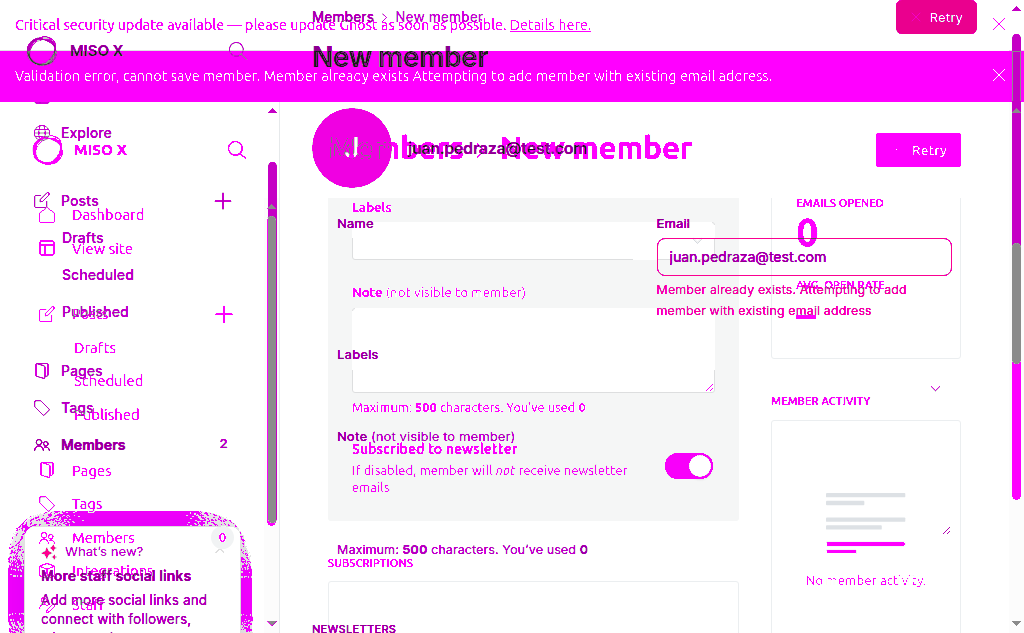 Members > New member
Critical security update available — please update Ghost as soon as possible. Details here.
Retry
MISO X
New member
Validation error, cannot save member. Member already exists Attempting to add member with existing email address.
Explore
MISO X
juan.pedraza@test.com
Members
New member
Retry
Posts
Dashboard
Drafts
View site
Scheduled
Published
Posts
Drafts
Pages
Scheduled
Tags
Published
Members 2
Pages
Tags
Members 0
What's new?
Integrations
More staff social links
Staff
Add more social links and
connect with followers,
Labels
Name
Email
juan.pedraza@test.com
Member already exists. Attempting to add
member with existing email address
Note (not visible to member)
Labels
Maximum: 500 characters. You've used 0
Note (not visible to member)
Subscribed to newsletter
If disabled, member will not receive newsletter
emails
Maximum: 500 characters. You've used 0
SUBSCRIPTIONS
NEWSLETTERS
EMAILS OPENED
0
AVG. OPEN RATE
–
MEMBER ACTIVITY
No member activity.